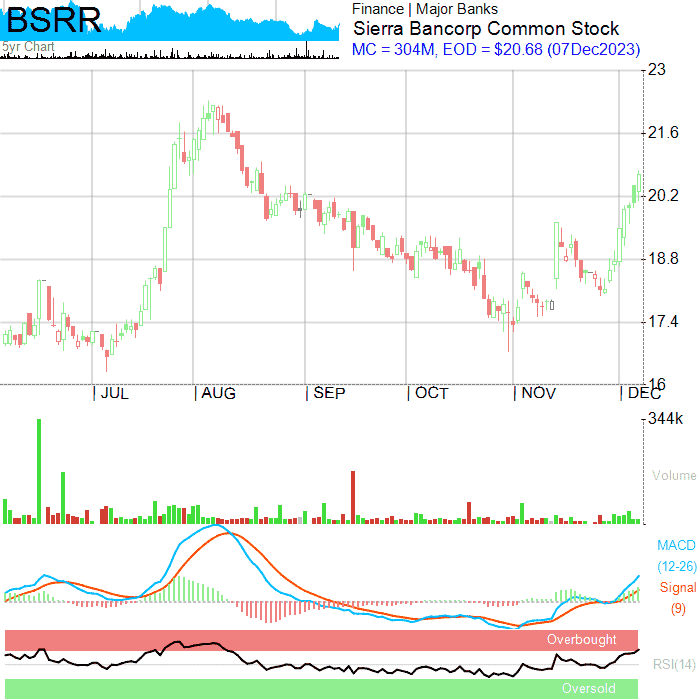 BSRR
5yr Chart
Finance | Major Banks
Sierra Bancorp Common Stock
MC = 304M, EOD = $20.68 (07Dec2023)
23
21.6
20.2
18.8
17.4
16
JUL AUG SEP OCT NOV DEC
344k
Volume
MACD
(12-26)
Signal
(9)
Overbought
RSI(14)
Oversold